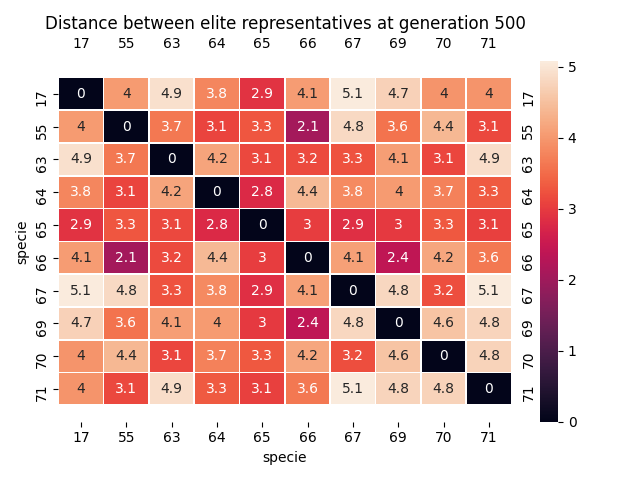 Distance between elite representatives at generation 500
17 55 63 64 65 66 67 69 70 71
17 0 4 4.9 3.8 2.9 4.1 5.1 4.7 4 4 17
55 4 0 3.7 3.1 3.3 2.1 4.8 3.6 4.4 3.1 55
63 4.9 3.7 0 4.2 3.1 3.2 3.3 4.1 3.1 4.9 63
64 3.8 3.1 4.2 0 2.8 4.4 3.8 4 3.7 3.3 64
65 2.9 3.3 3.1 2.8 0 3 2.9 3 3.3 3.1 65
66 4.1 2.1 3.2 4.4 3 0 4.1 2.4 4.2 3.6 66
67 5.1 4.8 3.3 3.8 2.9 4.1 0 4.8 3.2 5.1 67
69 4.7 3.6 4.1 4 3 2.4 4.8 0 4.6 4.8 69
70 4 4.4 3.1 3.7 3.3 4.2 3.2 4.6 0 4.8 70
71 4 3.1 4.9 3.3 3.1 3.6 5.1 4.8 4.8 0 71
17 55 63 64 65 66 67 69 70 71
specie
specie
5
4
3
2
1
0